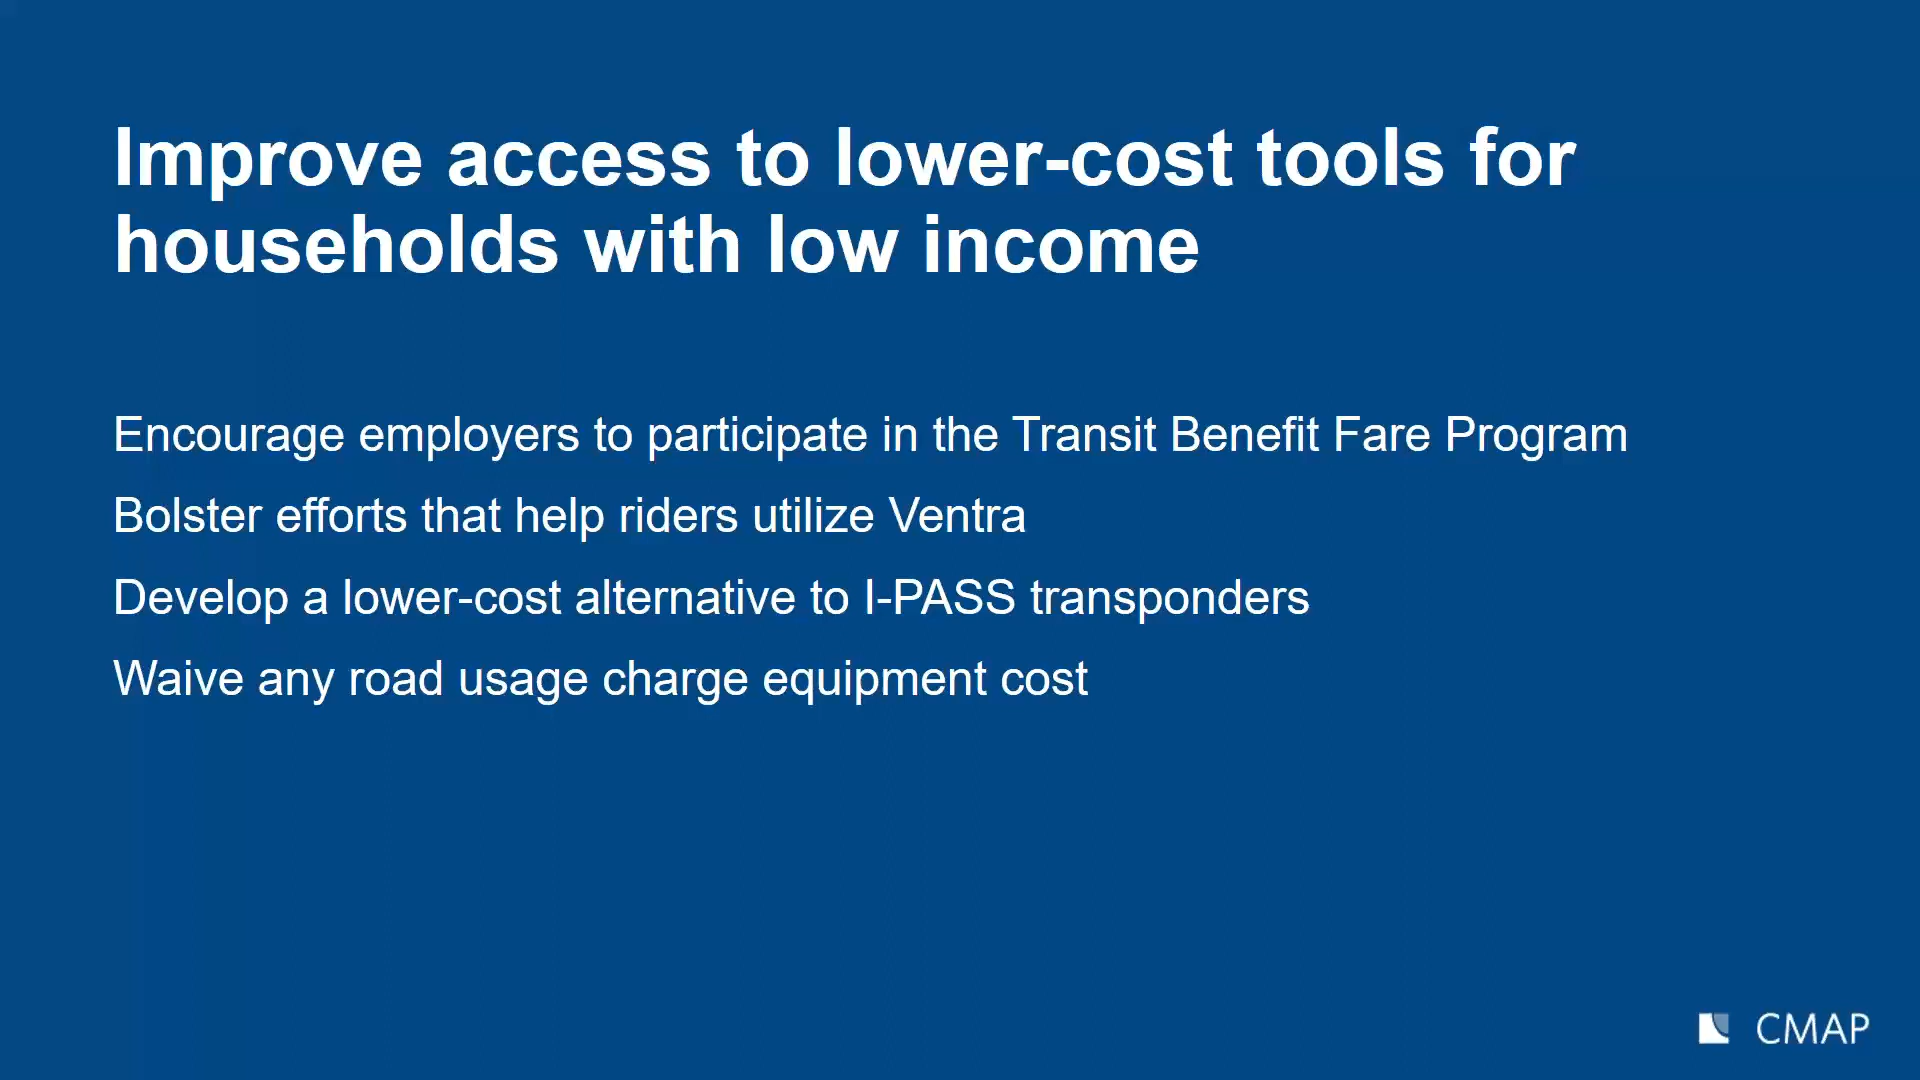 Improve access to lower-cost tools for
households with low income
Encourage employers to participate in the Transit Benefit Fare Program
Bolster efforts that help riders utilize Ventra
Develop a lower-cost alternative to I-PASS transponders
Waive any road usage charge equipment cost
CMAP